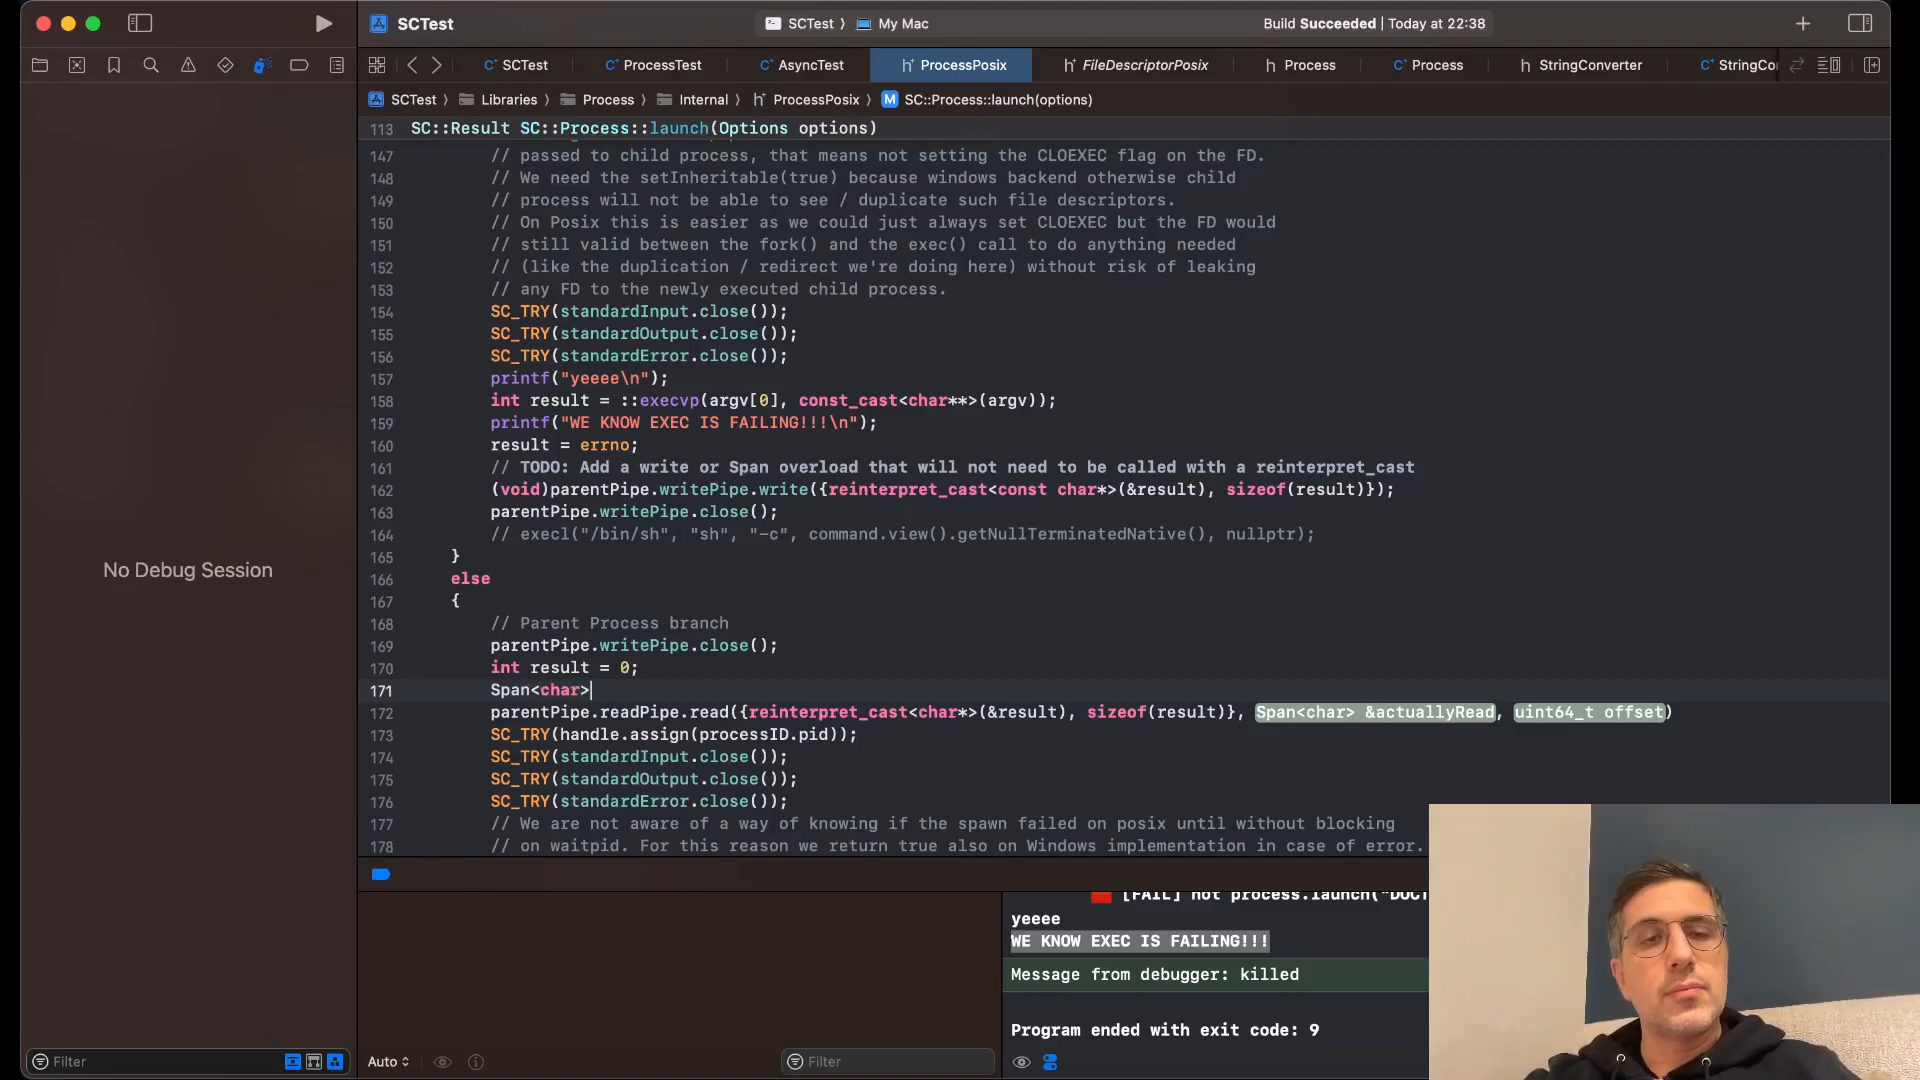 SCTest
SCTest 〉 My Mac
Build Succeeded | Today at 22:38
SCTest
ProcessTest
AsyncTest
ProcessPosix
FileDescriptorPosix
Process
Process
StringConverter
StringCo
SCTest 〉 Libraries 〉 Process 〉 Internal 〉 ProcessPosix 〉 M SC::Process::launch(options)
113 SC::Result SC::Process::launch(Options options)
147 // passed to child process, that means not setting the CLOEXEC flag on the FD.
148 // We need the setInheritable(true) because windows backend otherwise child
149 // process will not be able to see / duplicate such file descriptors.
150 // On Posix this is easier as we could just always set CLOEXEC but the FD would
151 // still valid between the fork() and the exec() call to do anything needed
152 // (like the duplication / redirect we're doing here) without risk of leaking
153 // any FD to the newly executed child process.
154 SC_TRY(standardInput.close());
155 SC_TRY(standardOutput.close());
156 SC_TRY(standardError.close());
157 printf("yeeee\n");
158 int result = ::execvp(argv[0], const_cast<char**>(argv));
159 printf("WE KNOW EXEC IS FAILING!!!\n");
160 result = errno;
161 // TODO: Add a write or Span overload that will not need to be called with a reinterpret_cast
162 (void)parentPipe.writePipe.write({reinterpret_cast<const char*>(&result), sizeof(result)});
163 parentPipe.writePipe.close();
164 // execl("/bin/sh", "sh", "-c", command.view().getNullTerminatedNative(), nullptr);
165 }
166 else
167 {
168 // Parent Process branch
169 parentPipe.writePipe.close();
170 int result = 0;
171 Span<char>
172 parentPipe.readPipe.read({reinterpret_cast<char*>(&result), sizeof(result)}, Span<char> &actuallyRead, uint64_t offset)
173 SC_TRY(handle.assign(processID.pid));
174 SC_TRY(standardInput.close());
175 SC_TRY(standardOutput.close());
176 SC_TRY(standardError.close());
177 // We are not aware of a way of knowing if the spawn failed on posix until without blocking
178 // on waitpid. For this reason we return true also on Windows implementation in case of error.
No Debug Session
[FAIL] not process.launch("DOCT
yeeee
WE KNOW EXEC IS FAILING!!!
Message from debugger: killed
Program ended with exit code: 9
Filter
Auto
Filter